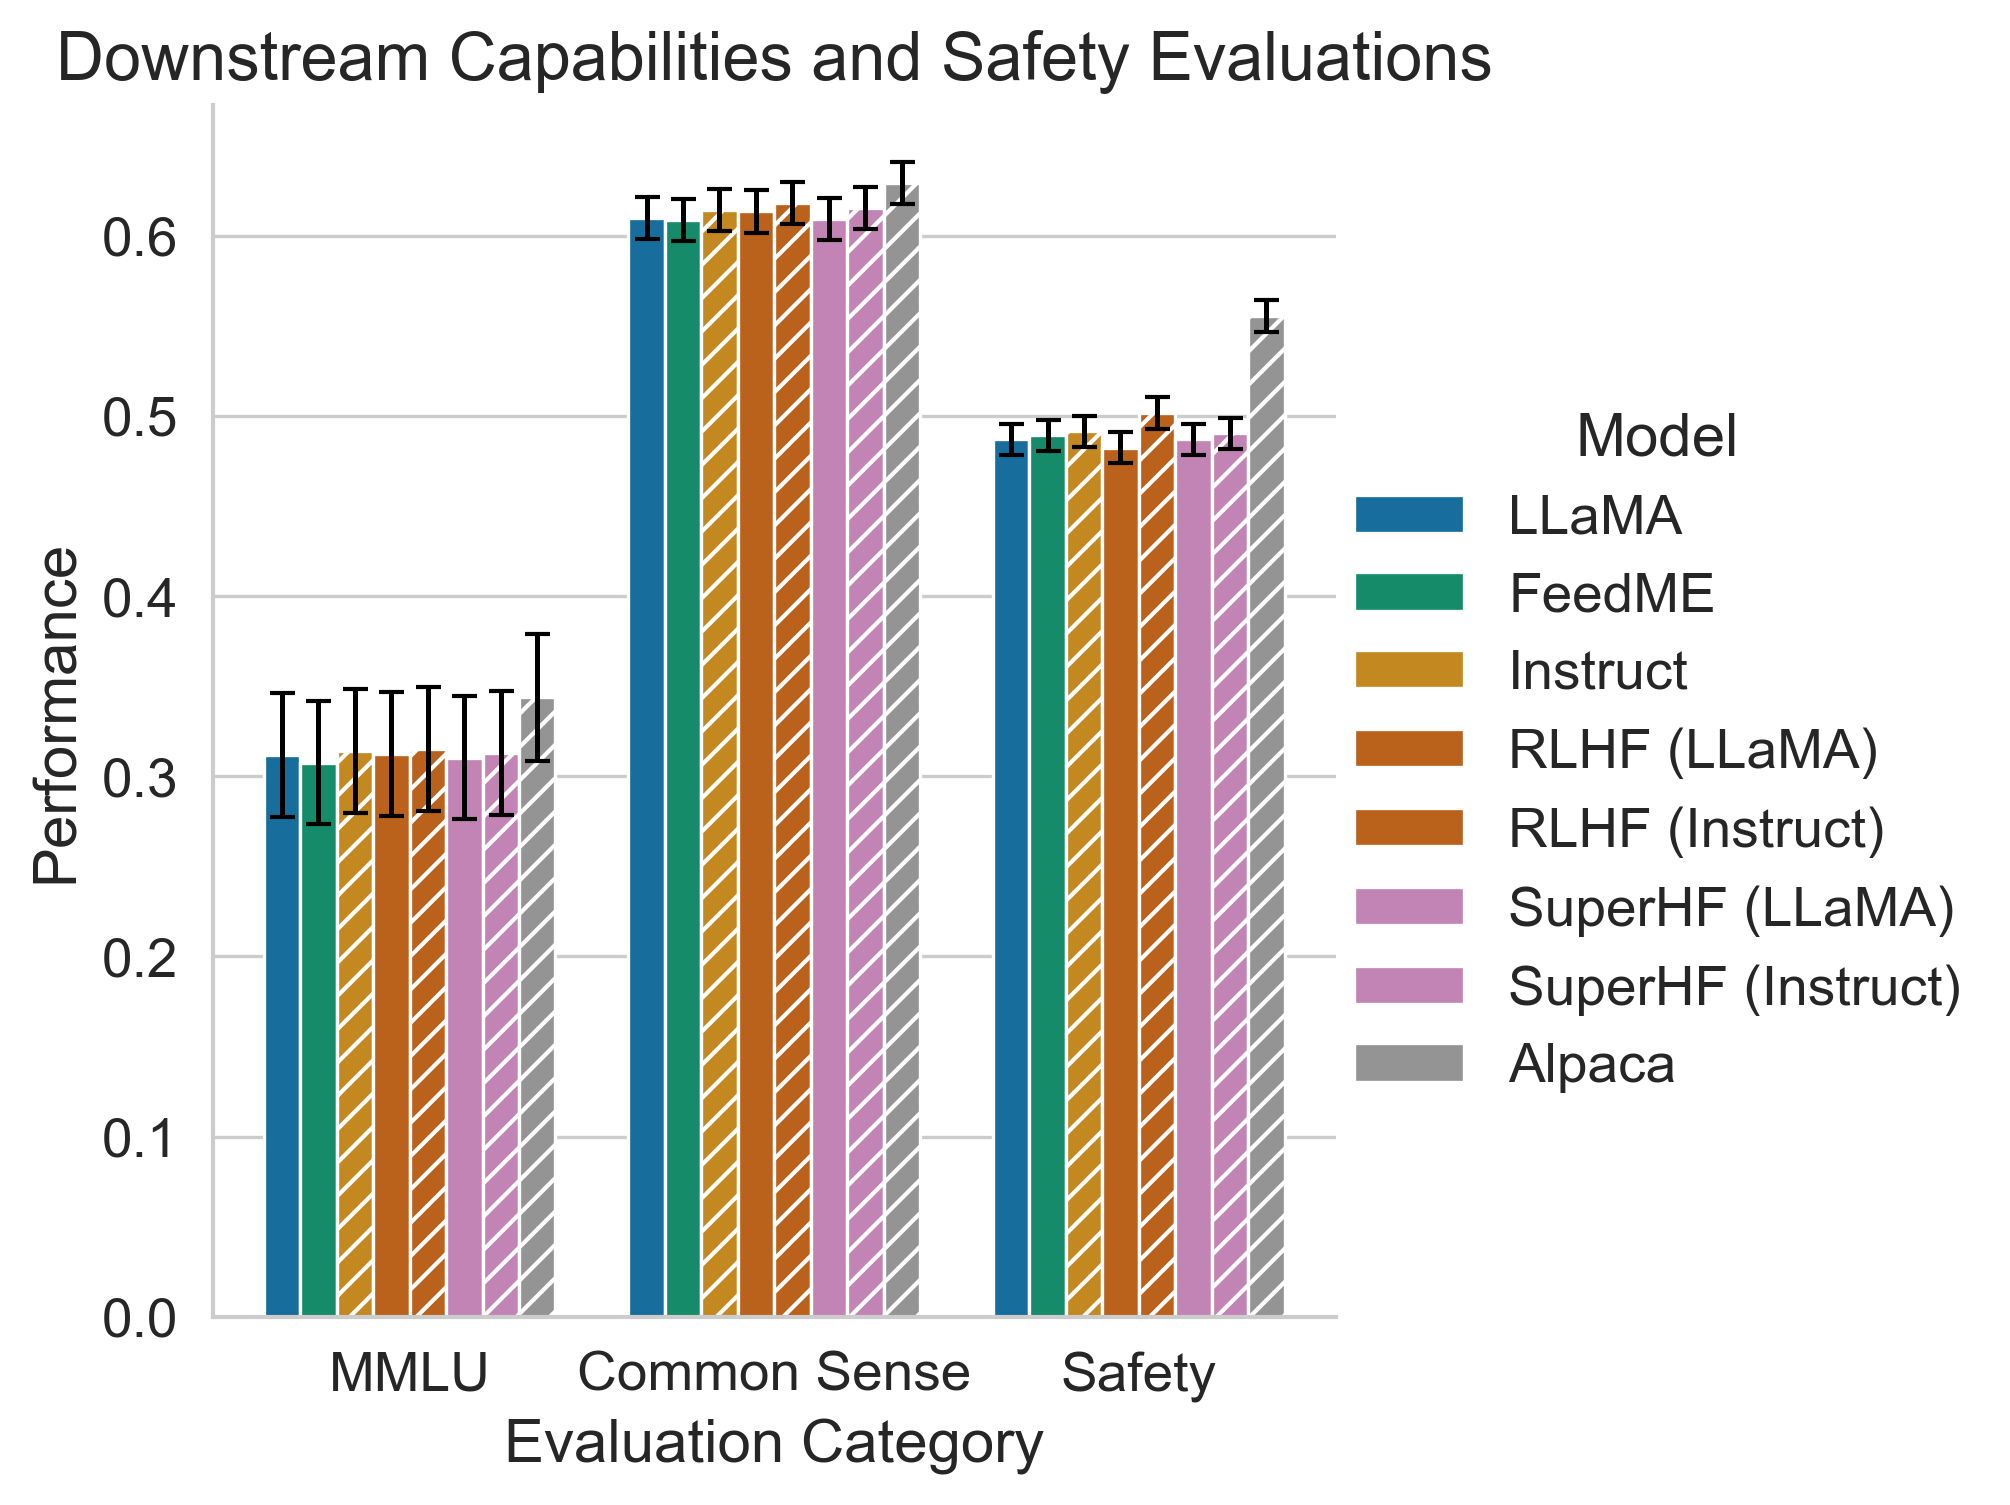 Downstream Capabilities and Safety Evaluations
0.6
0.5
0.4
0.3
0.2
0.1
0.0
Performance
MMLU
Common Sense
Safety
Evaluation Category
Model
LLaMA
FeedME
Instruct
RLHF (LLaMA)
RLHF (Instruct)
SuperHF (LLaMA)
SuperHF (Instruct)
Alpaca